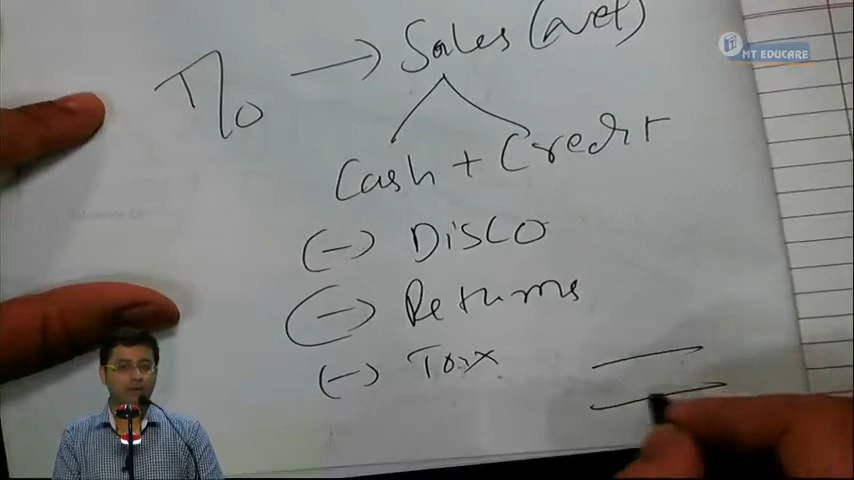 T/o → Sales (Net)
Cash + Credit
(-) Disco
(-) Returns
(-) Tax
MT EDUCARE